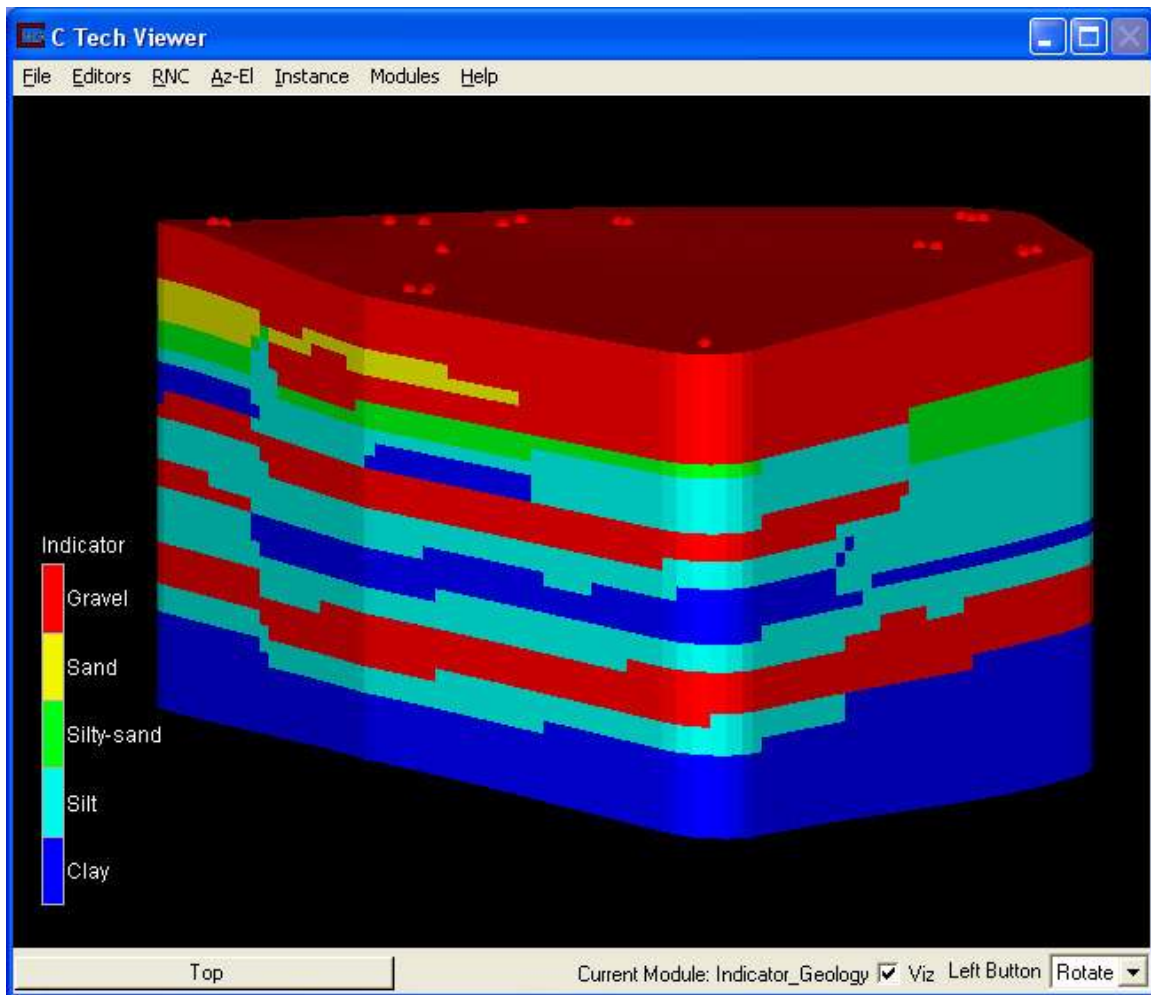 C Tech Viewer
File Editors RNC Az-El Instance Modules Help
Indicator
Gravel
Sand
Silty-sand
Silt
Clay
Top Current Module: Indicator_Geology Viz Left Button Rotate